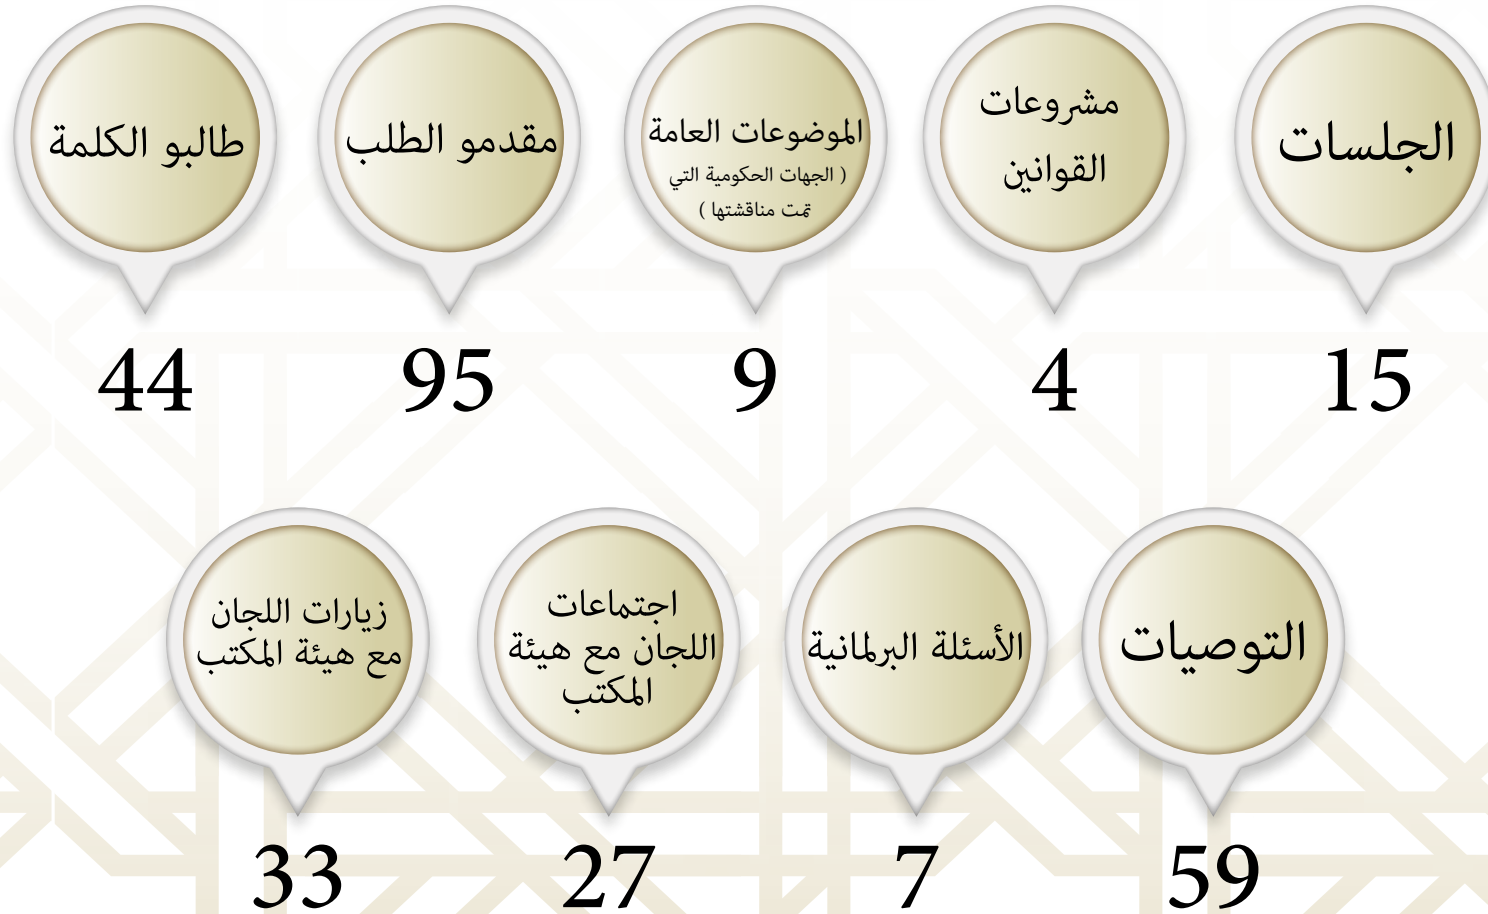 الجلسات
15
مشروعات
القوانين
4
الموضوعات العامة
( الجهات الحكومية التي
تمت مناقشتها )
9
مقدمو الطلب
95
طالبو الكلمة
44
التوصيات
59
الأسئلة البرلمانية
7
اجتماعات
اللجان مع هيئة
المكتب
27
زيارات اللجان
مع هيئة المكتب
33